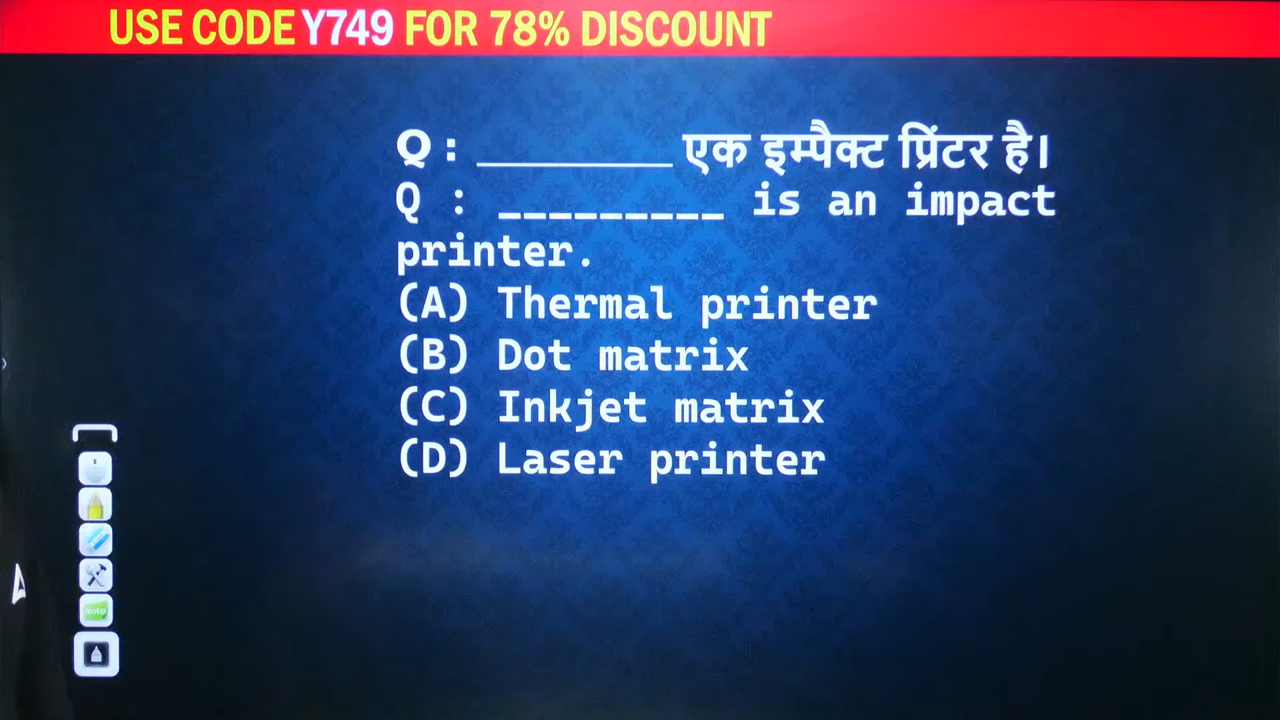 USE CODE Y749 FOR 78% DISCOUNT
Q : ________ एक इम्पैक्ट प्रिंटर है।
Q : _________ is an impact
printer.
(A) Thermal printer
(B) Dot matrix
(C) Inkjet matrix
(D) Laser printer
Note